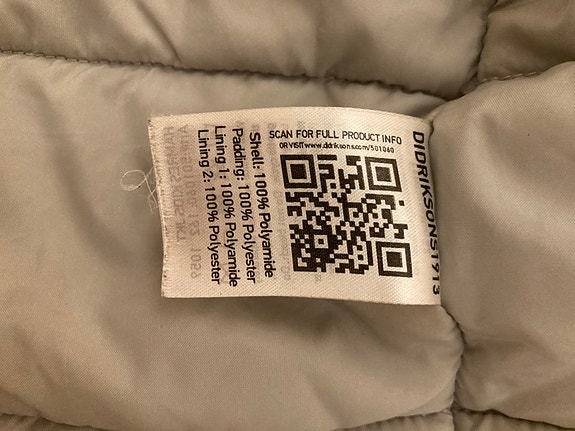 SCAN FOR FULL PRODUCT INFO
OR VISIT www.didriksons.com/501060
DIDRIKSONS1913
Shell: 100% Polyamide
Padding: 100% Polyester
Lining 1: 100% Polyamide
Lining 2: 100% Polyester